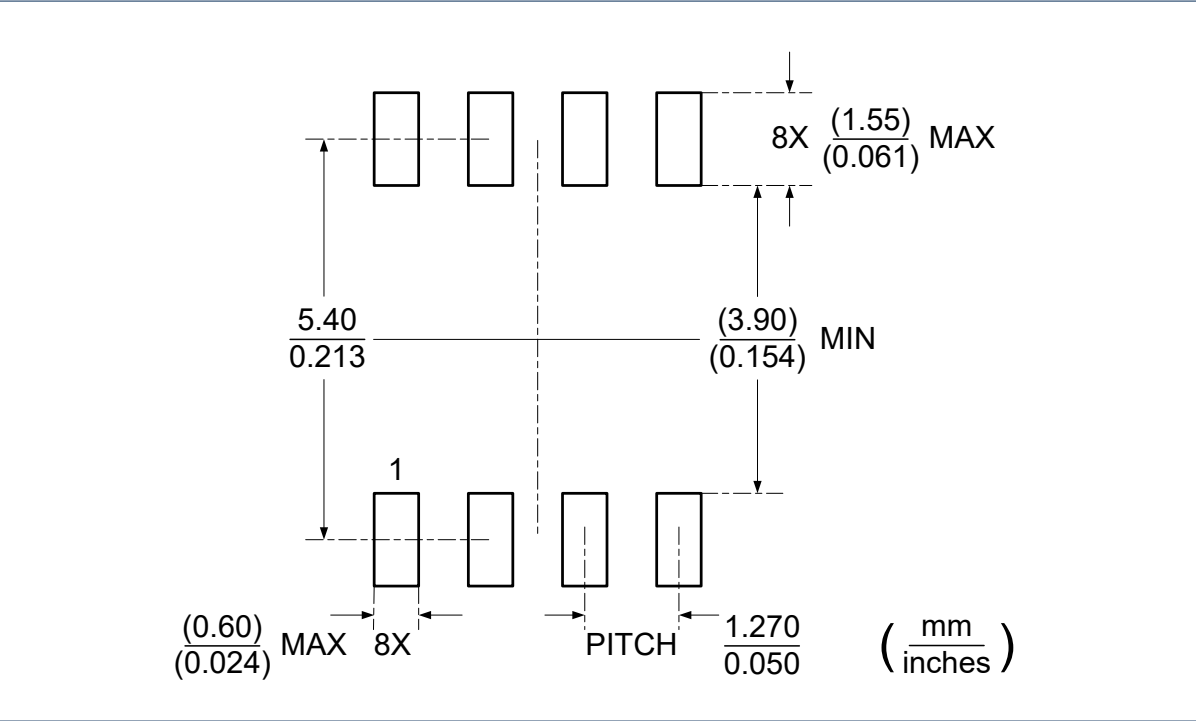 8X (1.55) MAX
(0.061)
5.40
0.213
(3.90) MIN
(0.154)
1
(0.60) MAX 8X
(0.024)
PITCH 1.270
0.050
( mm
inches )